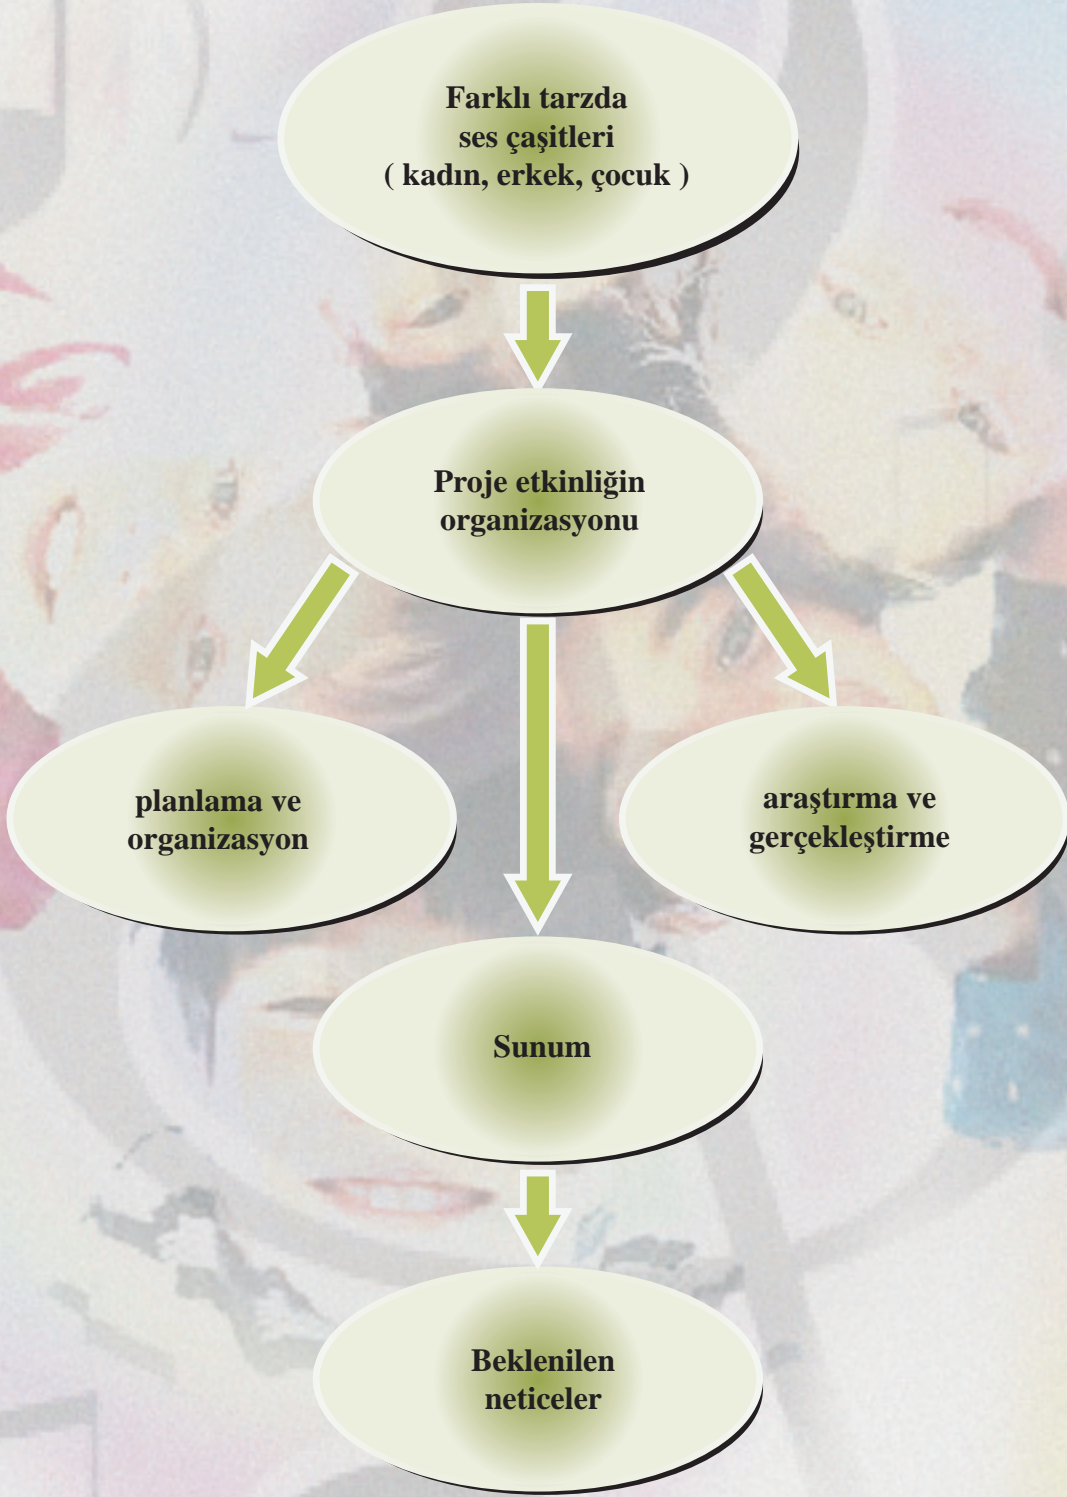 Farklı tarzda
ses çaşitleri
( kadın, erkek, çocuk )
Proje etkinliğin
organizasyonu
planlama ve
organizasyon
araştırma ve
gerçekleştirme
Sunum
Beklenilen
neticeler